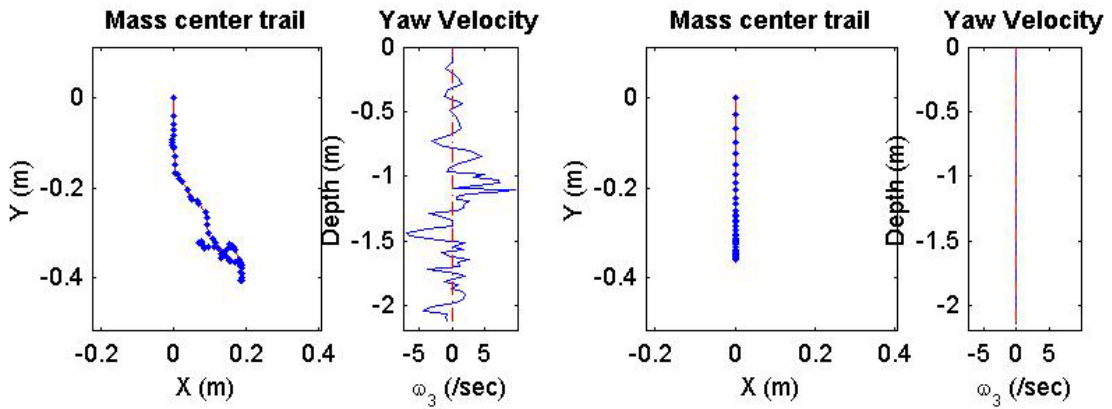 Mass center trail
Y (m)
0
-0.2
-0.4
-0.2
0
0.2
0.4
X (m)
Yaw Velocity
Depth (m)
0
-0.5
-1
-1.5
-2
-5
0
5
ω3 (/sec)
Mass center trail
Y (m)
0
-0.2
-0.4
-0.2
0
0.2
0.4
X (m)
Yaw Velocity
Depth (m)
0
-0.5
-1
-1.5
-2
-5
0
5
ω3 (/sec)